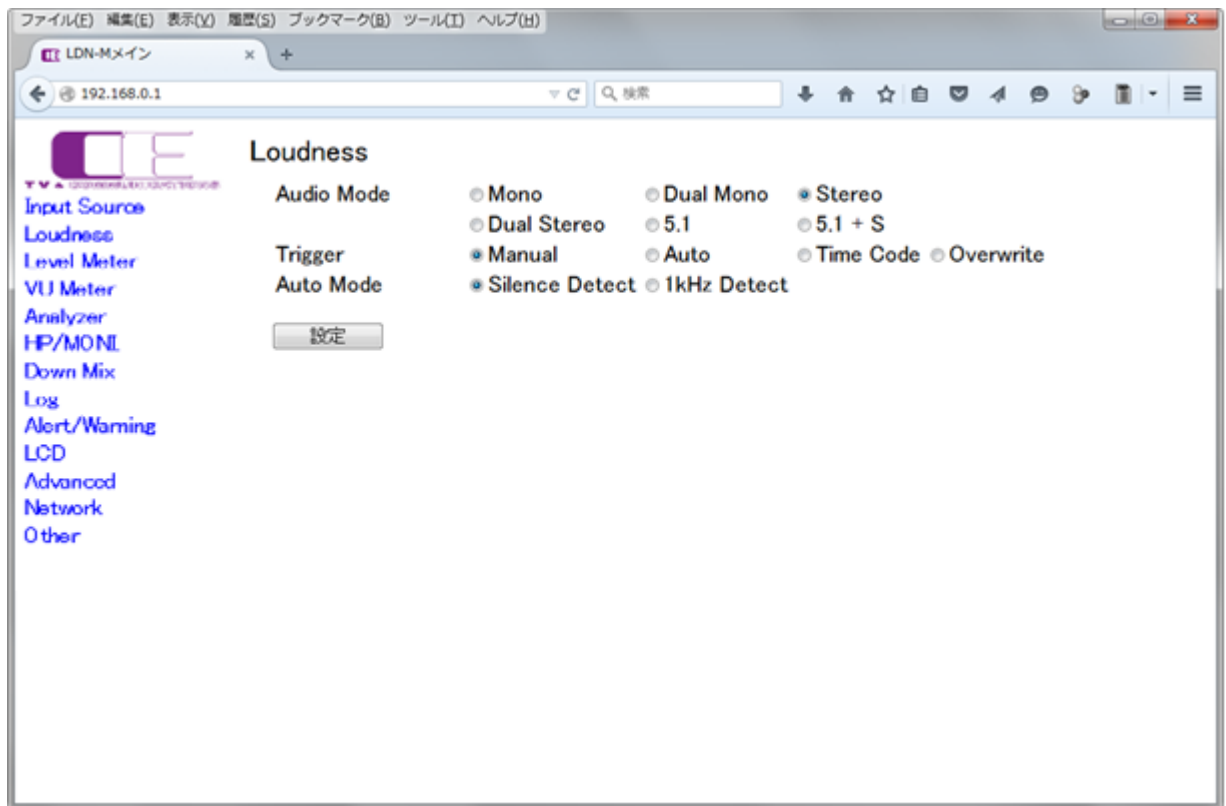 ファイル(F) 編集(E) 表示(V) 履歴(S) ブックマーク(B) ツール(T) ヘルプ(H)
LDN-Mメイン
192.168.0.1 検索
Loudness
Audio Mode Mono Dual Mono Stereo
Dual Stereo 5.1 5.1 + S
Trigger Manual Auto Time Code Overwrite
Auto Mode Silence Detect 1kHz Detect
設定
Input Source
Loudness
Level Meter
VU Meter
Analyzer
HP/MONI
Down Mix
Log
Alert/Warning
LCD
Advanced
Network
Other